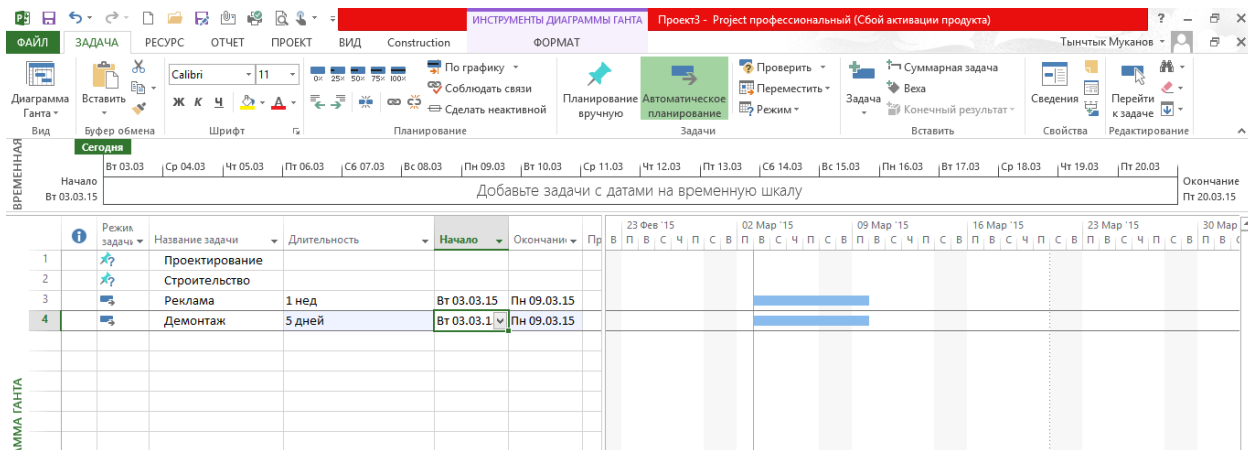 ИНСТРУМЕНТЫ ДИАГРАММЫ ГАНТА Проект3 - Project профессиональный (Сбой активации продукта)
ФАЙЛ ЗАДАЧА РЕСУРС ОТЧЕТ ПРОЕКТ ВИД Construction ФОРМАТ Тынчтык Муканов
Calibri 11 0× 25× 50× 75× 100× По графику Проверить Суммарная задача
Соблюдать связи Переместить Веха
Диаграмма Ганта Вставить Ж К Ч А Сделать неактивной Планирование вручную Автоматическое планирование Режим Задача Конечный результат Сведения Перейти к задаче
Вид Буфер обмена Шрифт Планирование Задачи Вставить Свойства Редактирование
Сегодня
ВРЕМЕННАЯ
Вт 03.03 Ср 04.03 Чт 05.03 Пт 06.03 Сб 07.03 Вс 08.03 Пн 09.03 Вт 10.03 Ср 11.03 Чт 12.03 Пт 13.03 Сб 14.03 Вс 15.03 Пн 16.03 Вт 17.03 Ср 18.03 Чт 19.03 Пт 20.03
Начало Вт 03.03.15 Добавьте задачи с датами на временную шкалу Окончание Пт 20.03.15
23 Фев '15 02 Мар '15 09 Мар '15 16 Мар '15 23 Мар '15 30 Мар
Режим задачи Название задачи Длительность Начало Окончани Пр В П В С Ч П С В П В С Ч П С В П В С Ч П С В П В С Ч П С В П В С Ч П С В П В
1 Проектирование
2 Строительство
3 Реклама 1 нед Вт 03.03.15 Пн 09.03.15
4 Демонтаж 5 дней Вт 03.03.1 Пн 09.03.15
АММА ГАНТА